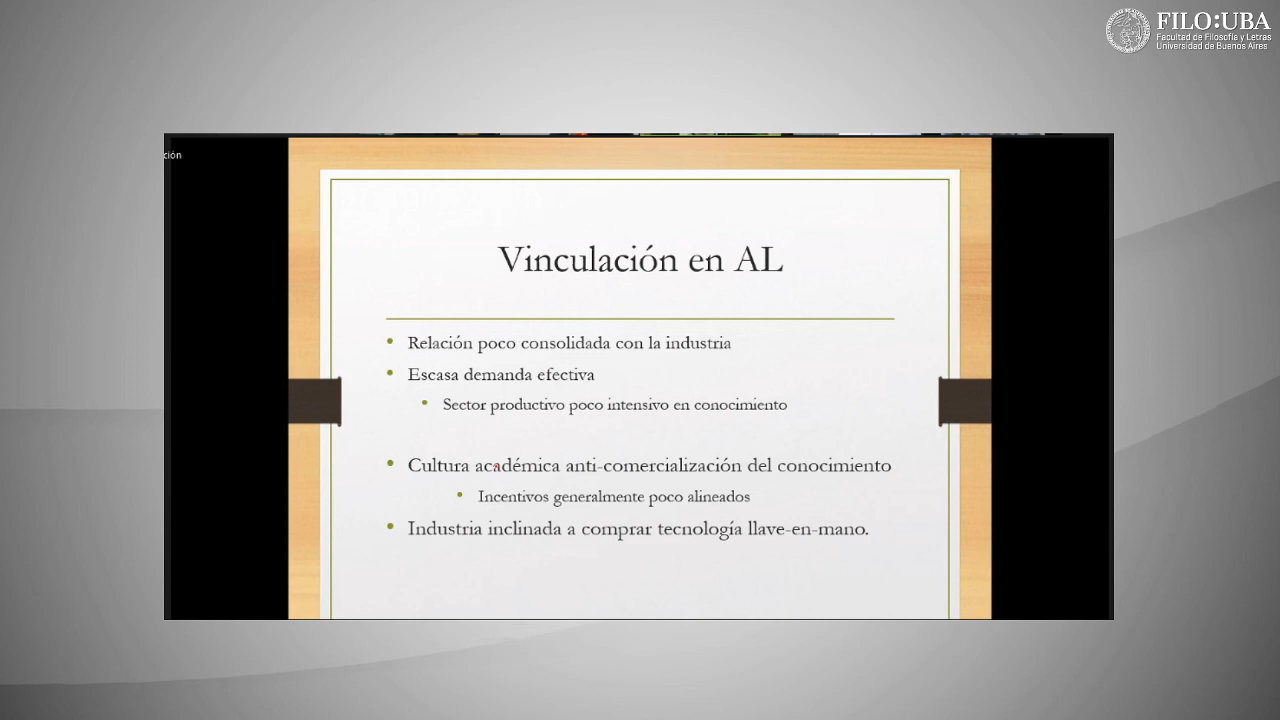 FILO:UBA
Facultad de Filosofía y Letras
Universidad de Buenos Aires
ción
Vinculación en AL
Relación poco consolidada con la industria
Escasa demanda efectiva
Sector productivo poco intensivo en conocimiento
Cultura académica anti-comercialización del conocimiento
Incentivos generalmente poco alineados
Industria inclinada a comprar tecnología llave-en-mano.